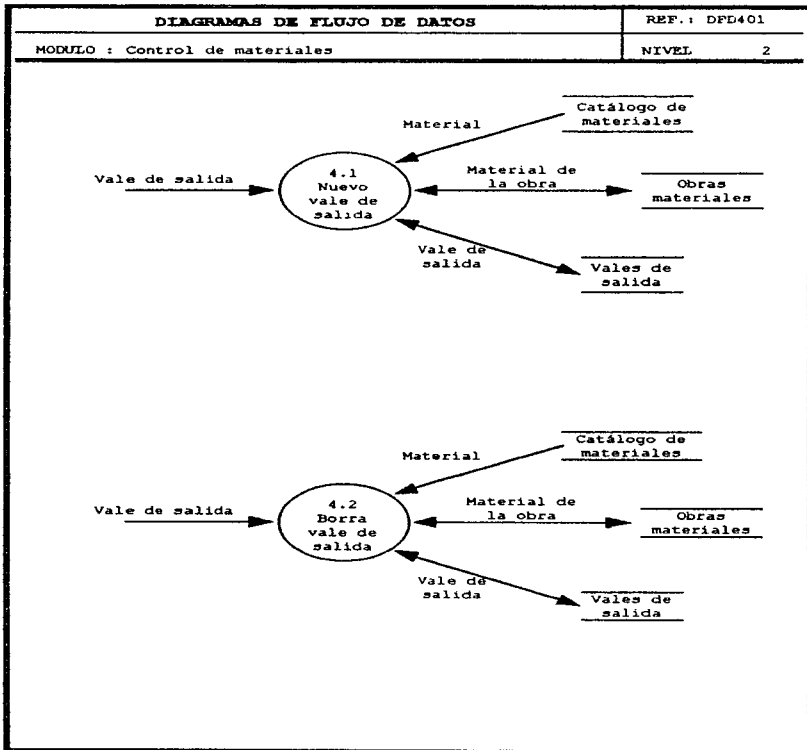 DIAGRAMAS DE FLUJO DE DATOS
REF.: DFD401
MODULO : Control de materiales
NIVEL 2
Catálogo de
materiales
Material
Vale de salida
4.1
Nuevo
vale de
salida
Material de
la obra
Obras
materiales
Vale de
salida
Vales de
salida
Catálogo de
materiales
Material
Vale de salida
4.2
Borra
vale de
salida
Material de
la obra
Obras
materiales
Vale de
salida
Vales de
salida